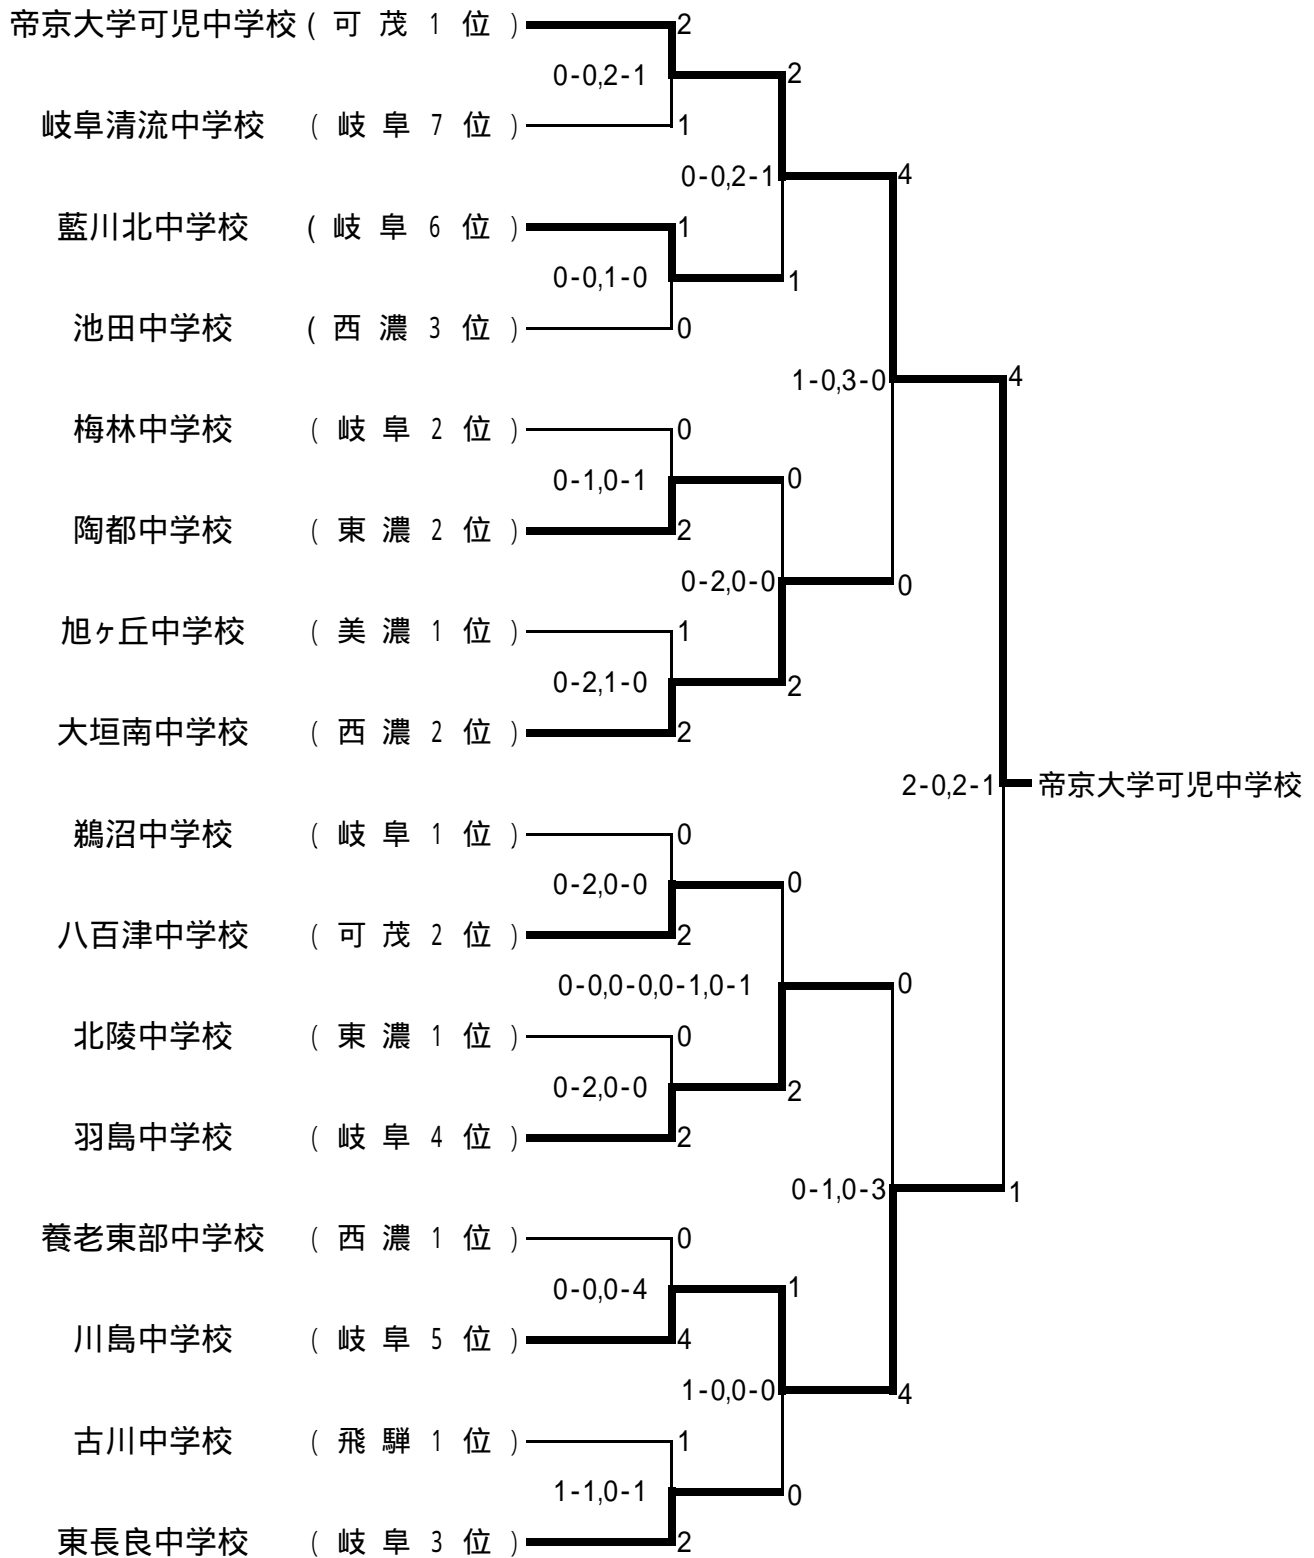 帝京大学可児中学校 ( 可 茂 1 位 ) 2
0-0,2-1 2
岐阜清流中学校 ( 岐 阜 7 位 ) 1
0-0,2-1 4
藍川北中学校 ( 岐 阜 6 位 ) 1
0-0,1-0 1
池田中学校 ( 西 濃 3 位 ) 0
1-0,3-0 4
梅林中学校 ( 岐 阜 2 位 ) 0
0-1,0-1 0
陶都中学校 ( 東 濃 2 位 ) 2
0-2,0-0 0
旭ヶ丘中学校 ( 美 濃 1 位 ) 1
0-2,1-0 2
大垣南中学校 ( 西 濃 2 位 ) 2
2-0,2-1 帝京大学可児中学校
鵜沼中学校 ( 岐 阜 1 位 ) 0
0-2,0-0 0
八百津中学校 ( 可 茂 2 位 ) 2
0-0,0-0,0-1,0-1 0
北陵中学校 ( 東 濃 1 位 ) 0
0-2,0-0 2
羽島中学校 ( 岐 阜 4 位 ) 2
0-1,0-3 1
養老東部中学校 ( 西 濃 1 位 ) 0
0-0,0-4 1
川島中学校 ( 岐 阜 5 位 ) 4
1-0,0-0 4
古川中学校 ( 飛 騨 1 位 ) 1
1-1,0-1 0
東長良中学校 ( 岐 阜 3 位 ) 2